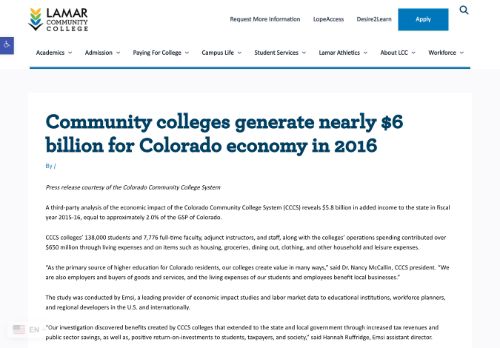 LAMAR
COMMUNITY
COLLEGE
Request More Information LopeAccess Desire2Learn Apply
Academics Admission Paying For College Campus Life Student Services Lamar Athletics About LCC Workforce
Community colleges generate nearly $6
billion for Colorado economy in 2016
By /
Press release courtesy of the Colorado Community College System
A third-party analysis of the economic impact of the Colorado Community College System (CCCS) reveals $5.8 billion in added income to the state in fiscal
year 2015-16, equal to approximately 2.0% of the GSP of Colorado.
CCCS colleges' 138,000 students and 7,776 full-time faculty, adjunct instructors, and staff, along with the colleges' operations spending contributed over
$650 million through living expenses and on items such as housing, groceries, dining out, clothing, and other household and leisure expenses.
"As the primary source of higher education for Colorado residents, our colleges create value in many ways," said Dr. Nancy McCallin, CCCS president. "We
are also employers and buyers of goods and services, and the living expenses of our students and employees benefit local businesses."
The study was conducted by Emsi, a leading provider of economic impact studies and labor market data to educational institutions, workforce planners,
and regional developers in the U.S. and internationally.
"Our investigation discovered benefits created by CCCS colleges that extended to the state and local government through increased tax revenues and
public sector savings, as well as, positive return-on-investments to students, taxpayers, and society," said Hannah Ruffridge, Emsi assistant director.
EN